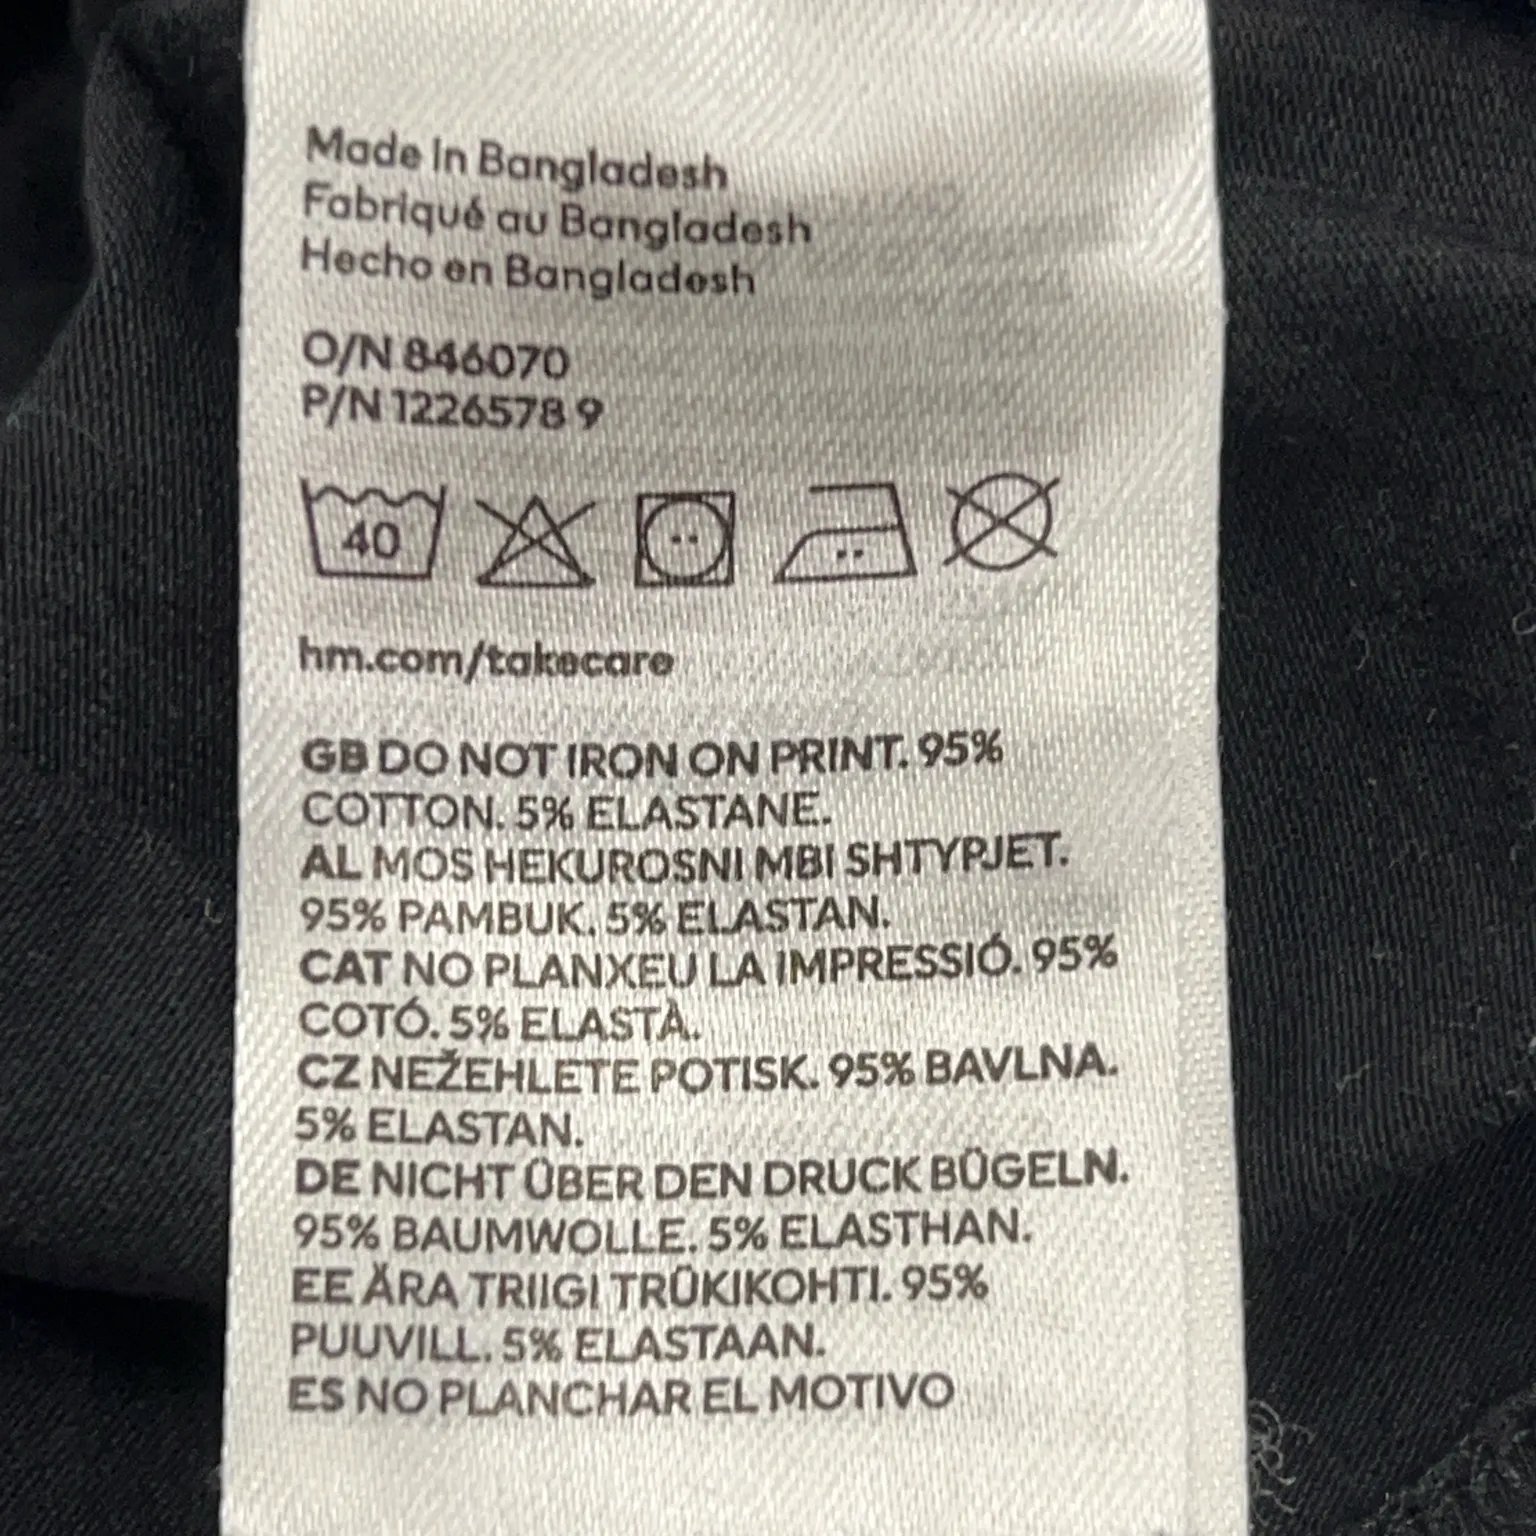 Made In Bangladesh
Fabriqué au Bangladesh
Hecho en Bangladesh
O/N 846070
P/N 1226578 9
40
hm.com/takecare
GB DO NOT IRON ON PRINT. 95%
COTTON. 5% ELASTANE.
AL MOS HEKUROSNI MBI SHTYPJET.
95% PAMBUK. 5% ELASTAN.
CAT NO PLANXEU LA IMPRESSIÓ. 95%
COTÓ. 5% ELASTÀ.
CZ NEŽEHLETE POTISK. 95% BAVLNA.
5% ELASTAN.
DE NICHT ÜBER DEN DRUCK BÜGELN.
95% BAUMWOLLE. 5% ELASTHAN.
EE ÄRA TRIIGI TRÜKIKOHTI. 95%
PUUVILL. 5% ELASTAAN.
ES NO PLANCHAR EL MOTIVO